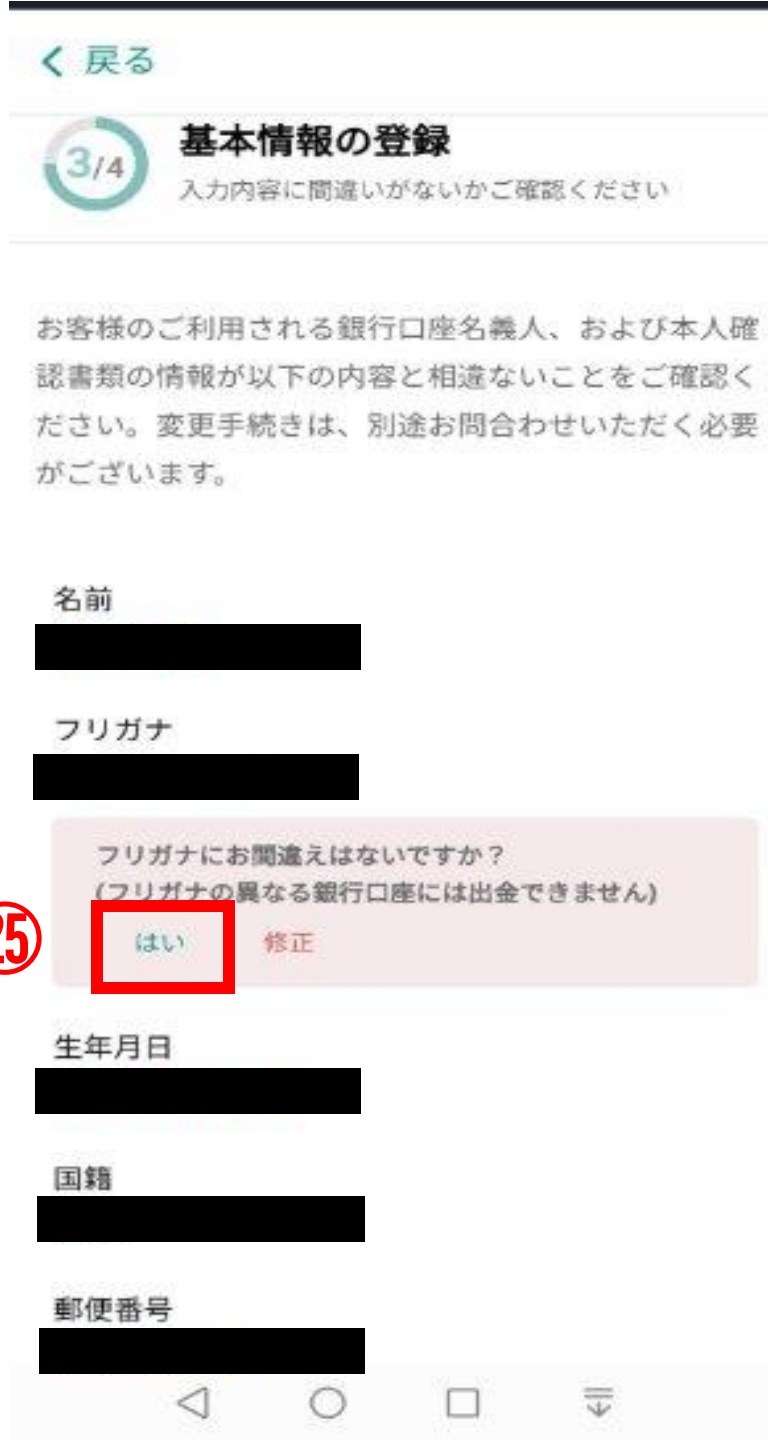 戻る
3/4
基本情報の登録
入力内容に間違いがないかご確認ください
お客様のご利用される銀行口座名義人、および本人確
認書類の情報が以下の内容と相違ないことをご確認く
ださい。変更手続きは、別途お問合わせいただく必要
がございます。
名前
フリガナ
フリガナにお間違えはないですか？
(フリガナの異なる銀行口座には出金できません)
㉕
はい 修正
生年月日
国籍
郵便番号